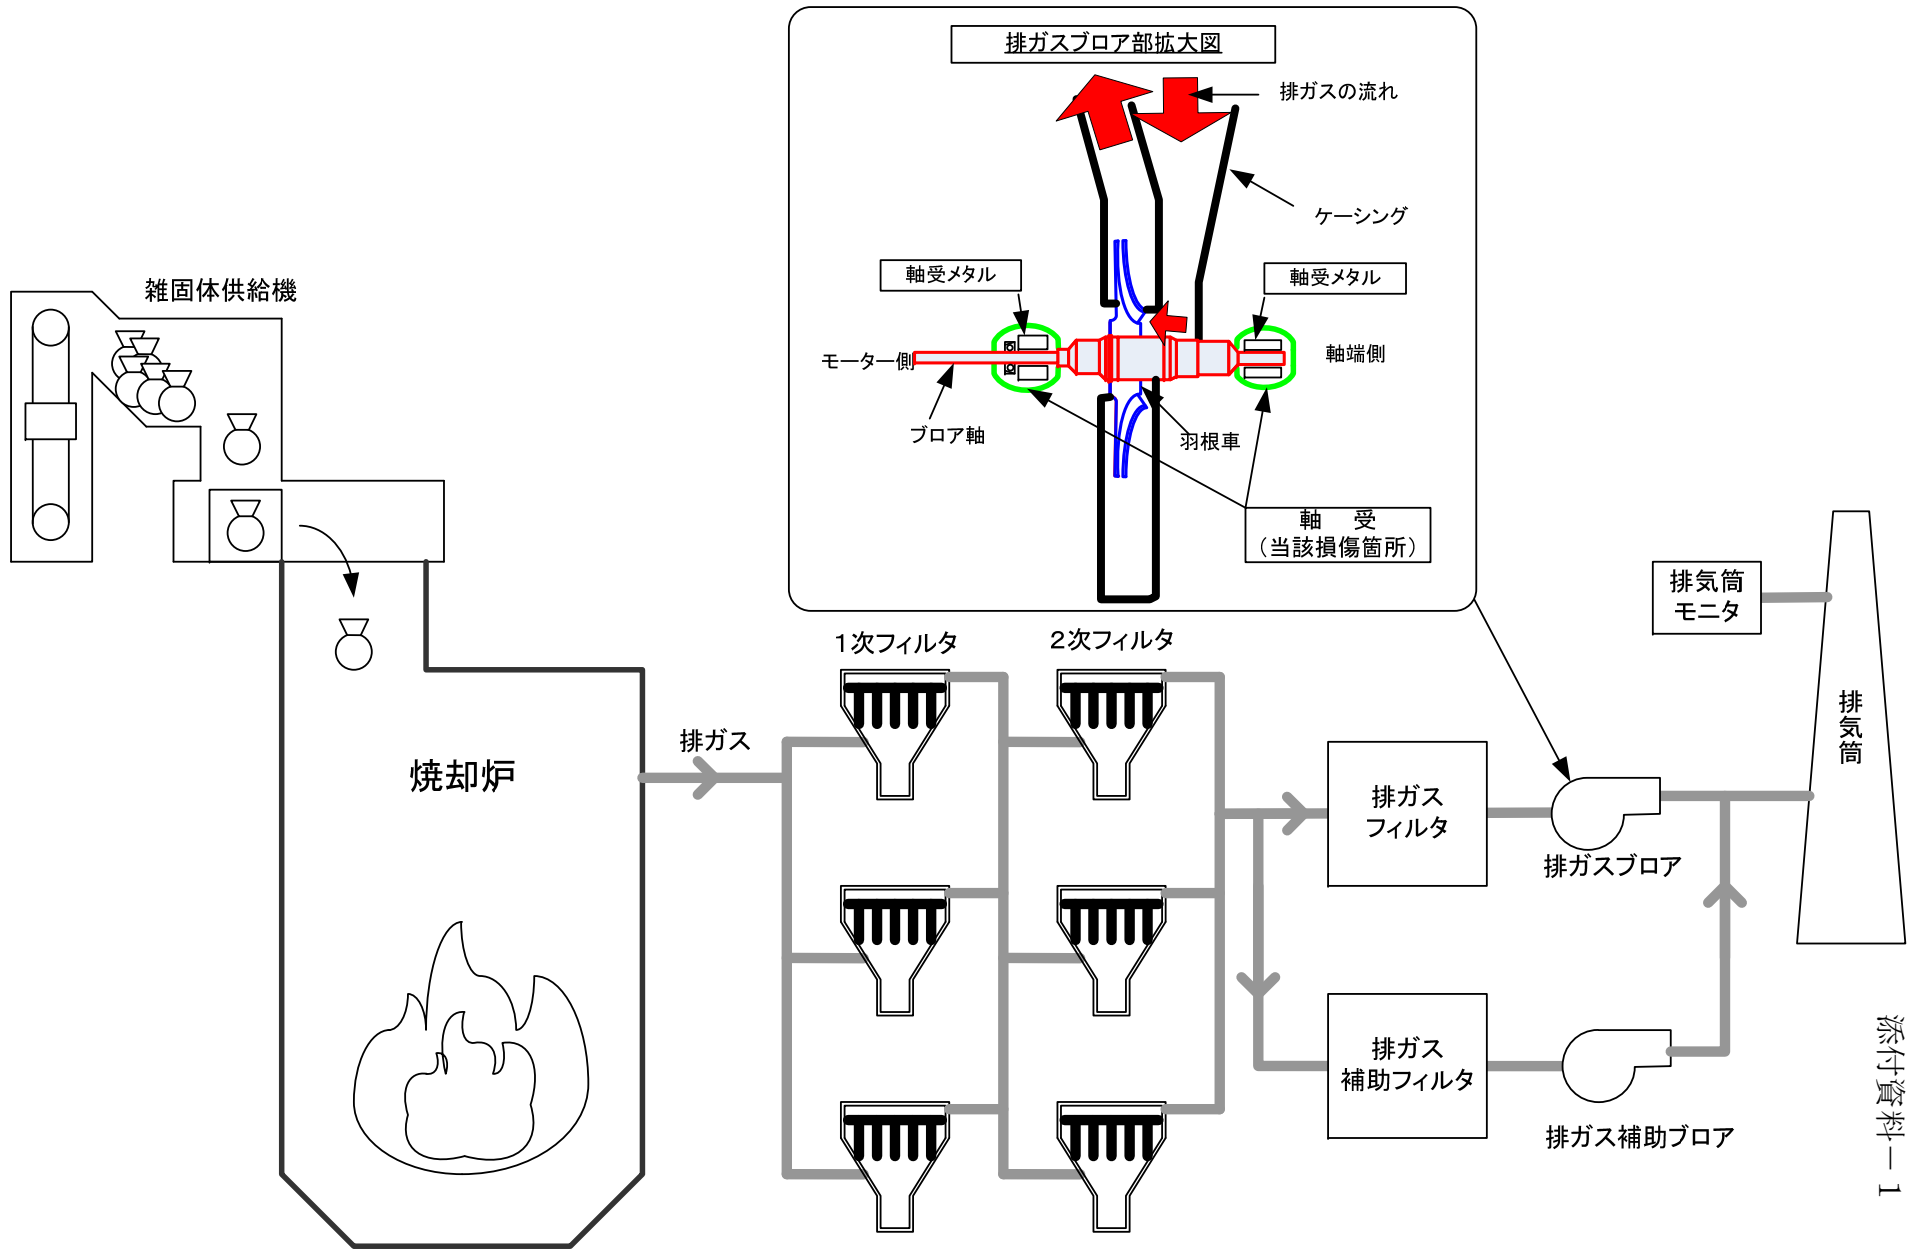 排ガスブロア部拡大図
排ガスの流れ
ケーシング
軸受メタル
軸受メタル
モーター側
軸端側
ブロア軸
羽根車
軸　受
（当該損傷箇所）
雑固体供給機
焼却炉
排ガス
１次フィルタ
２次フィルタ
排ガス
フィルタ
排ガスブロア
排ガス
補助フィルタ
排ガス補助ブロア
排気筒
モニタ
排気筒
添付資料－１